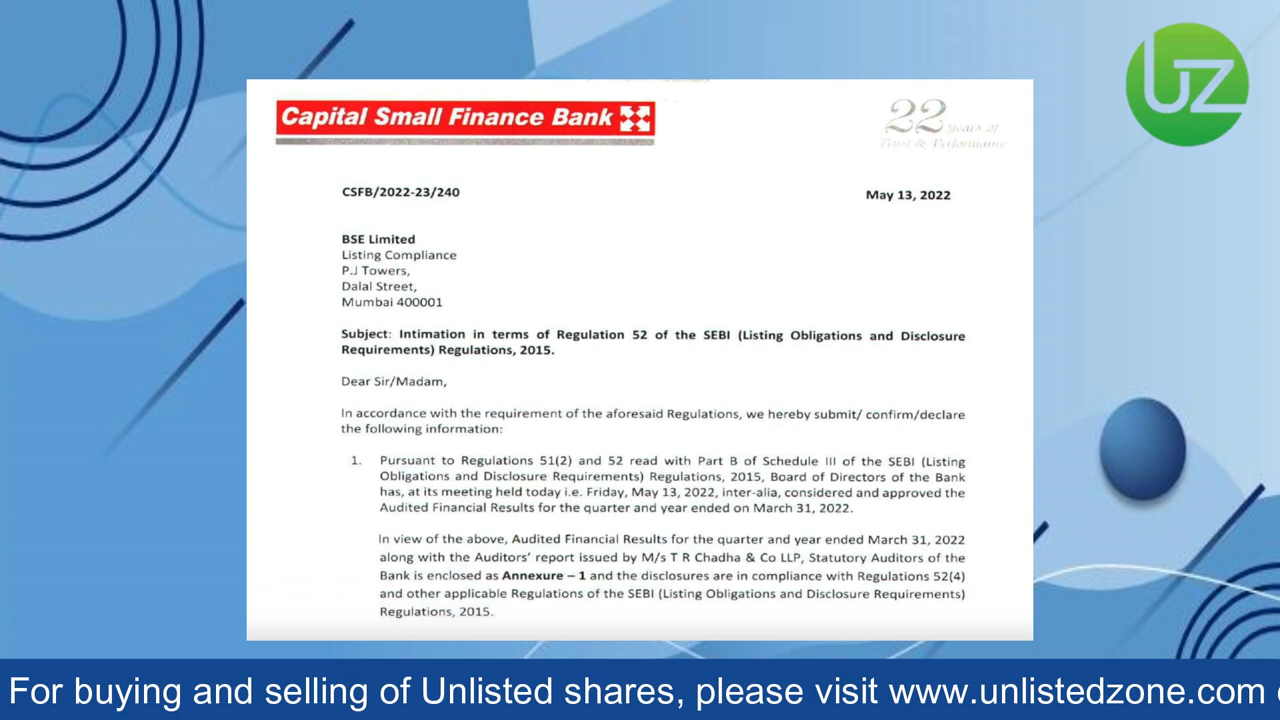 UZ
Capital Small Finance Bank
22 years of
Trust & Performance
CSFB/2022-23/240
May 13, 2022
BSE Limited
Listing Compliance
P.J Towers,
Dalal Street,
Mumbai 400001
Subject: Intimation in terms of Regulation 52 of the SEBI (Listing Obligations and Disclosure
Requirements) Regulations, 2015.
Dear Sir/Madam,
In accordance with the requirement of the aforesaid Regulations, we hereby submit/ confirm/declare
the following information:
1. Pursuant to Regulations 51(2) and 52 read with Part B of Schedule III of the SEBI (Listing
Obligations and Disclosure Requirements) Regulations, 2015, Board of Directors of the Bank
has, at its meeting held today i.e. Friday, May 13, 2022, inter-alia, considered and approved the
Audited Financial Results for the quarter and year ended on March 31, 2022.
In view of the above, Audited Financial Results for the quarter and year ended March 31, 2022
along with the Auditors' report issued by M/s T R Chadha & Co LLP, Statutory Auditors of the
Bank is enclosed as Annexure – 1 and the disclosures are in compliance with Regulations 52(4)
and other applicable Regulations of the SEBI (Listing Obligations and Disclosure Requirements)
Regulations, 2015.
For buying and selling of Unlisted shares, please visit www.unlistedzone.com